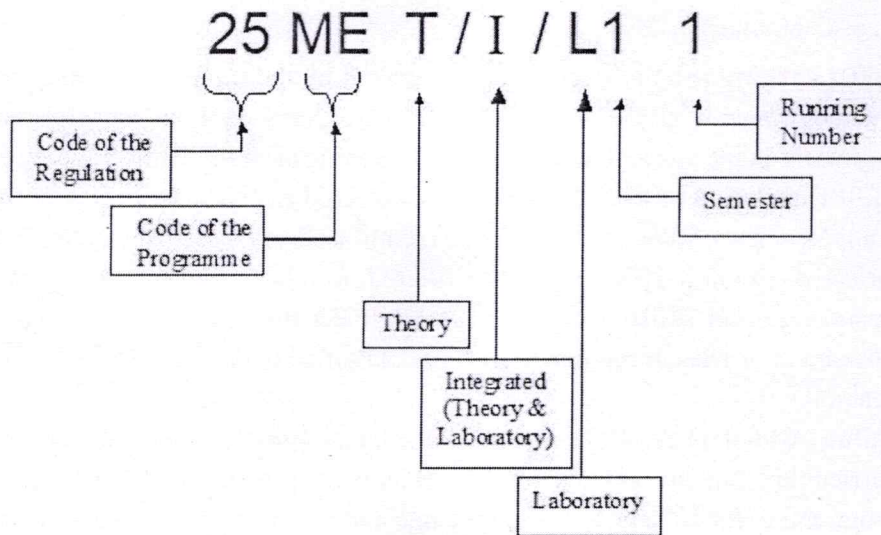 25 ME T / I / L1 1
Code of the
Regulation
Code of the
Programme
Theory
Integrated
(Theory &
Laboratory)
Laboratory
Semester
Running
Number